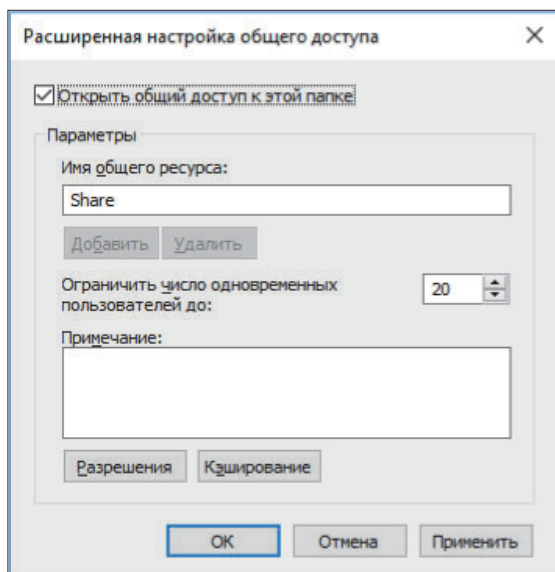 Расширенная настройка общего доступа
Открыть общий доступ к этой папке
Параметры
Имя общего ресурса:
Share
Добавить Удалить
Ограничить число одновременных
пользователей до:
20
Примечание:
Разрешения Кэширование
ОК Отмена Применить